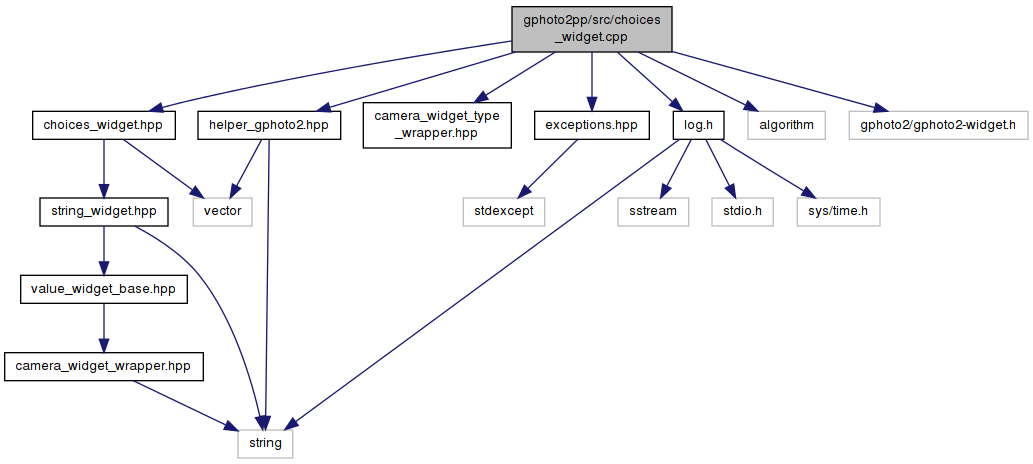 gphoto2pp/src/choices
_widget.cpp
choices_widget.hpp
helper_gphoto2.hpp
camera_widget_type
_wrapper.hpp
exceptions.hpp
log.h
algorithm
gphoto2/gphoto2-widget.h
string_widget.hpp
vector
stdexcept
sstream
stdio.h
sys/time.h
value_widget_base.hpp
camera_widget_wrapper.hpp
string